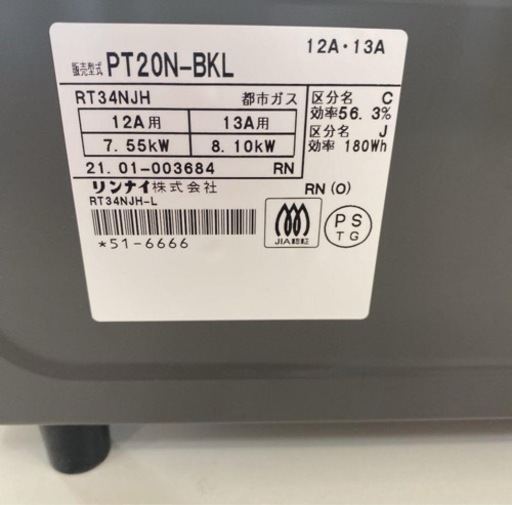 12A・13A
販売型式 PT20N-BKL
RT34NJH 都市ガス
12A用 13A用
7.55kW 8.10kW
21.01-003684 RN
リンナイ株式会社
RT34NJH-L
*51-6666
区分名 C
効率56.3%
区分名 J
効率 180Wh
RN(O)
JIA認証
PS
TG